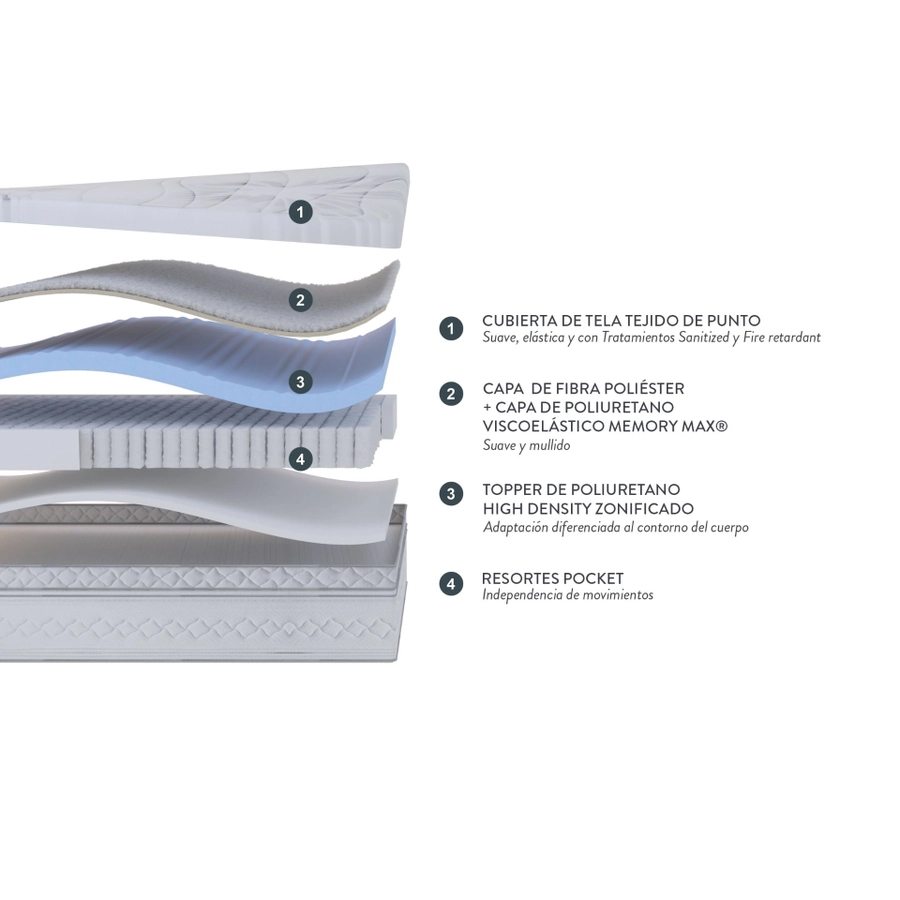 1
2
3
4
1 CUBIERTA DE TELA TEJIDO DE PUNTO
Suave, elástica y con Tratamientos Sanitized y Fire retardant
2 CAPA DE FIBRA POLIÉSTER
+ CAPA DE POLIURETANO
VISCOELÁSTICO MEMORY MAX®
Suave y mullido
3 TOPPER DE POLIURETANO
HIGH DENSITY ZONIFICADO
Adaptación diferenciada al contorno del cuerpo
4 RESORTES POCKET
Independencia de movimientos